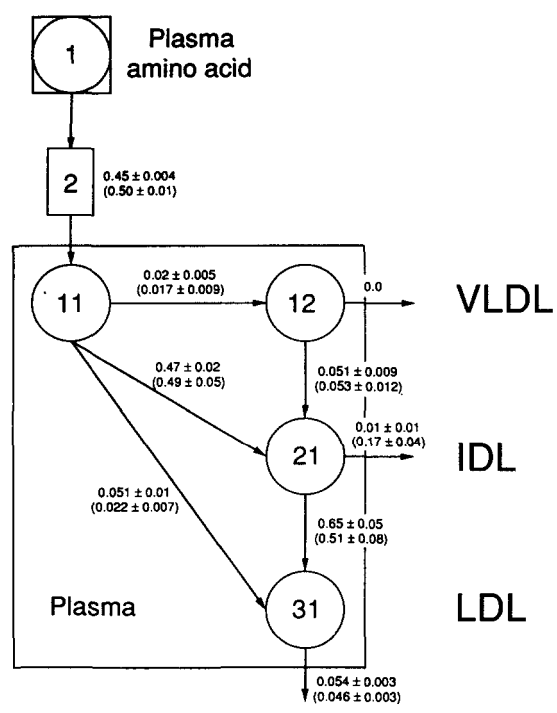 1
Plasma
amino acid
2
0.45 ± 0.004
(0.50 ± 0.01)
11
0.02 ± 0.005
(0.017 ± 0.009)
12
0.0
VLDL
0.47 ± 0.02
(0.49 ± 0.05)
0.051 ± 0.009
(0.053 ± 0.012)
21
0.01 ± 0.01
(0.17 ± 0.04)
IDL
0.051 ± 0.01
(0.022 ± 0.007)
0.65 ± 0.05
(0.51 ± 0.08)
Plasma
31
LDL
0.054 ± 0.003
(0.046 ± 0.003)